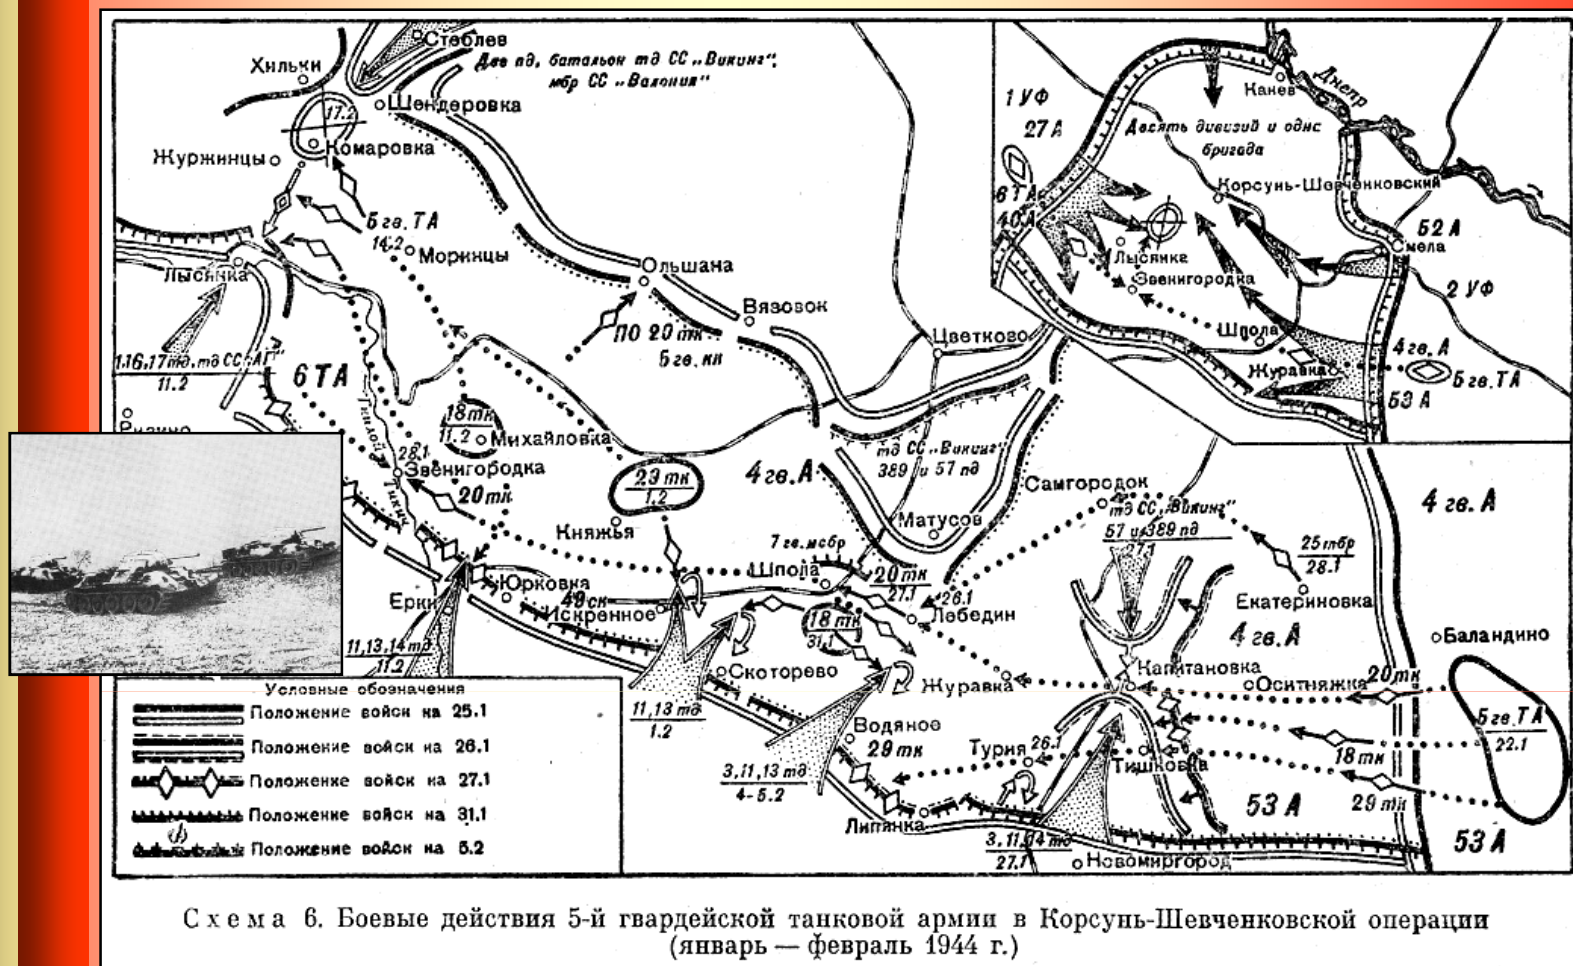 Стеблев
Две пд, батальон тд СС „Викинг“,
мбр СС „Валония“
Хильки
Шендеровка
17.2
Комаровка
Журжинцы
5 гв. ТА
14.2
Моринцы
Лысянка
1,16,17 тд, тд СС „АГ“
11.2
6 ТА
Ольшана
Вязовок
ПО 20 тк
5 гв. кк
Цветково
18 тк
11.2
Михайловка
28.1
Звенигородка
20 тк
Гнилой
Тикич
23 тк
1.2
4 гв. А
тд СС „Викинг“
389 и 57 пд
Княжья
Матусов
Самгородок
тд СС „Викинг“
57 и 389 пд
27.1
25 тбр
28.1
Екатериновка
7 гв. мсбр
Шпола
20 тк
27.1
26.1
Лебедин
Юрковка
Ерки
49 ск
Искренное
18 тк
31.1
11,13,14 тд
11.2
Скоторево
11,13 тд
1.2
Журавка
Капитановка
Оситняжка
20 тк
4 гв. А
4 гв. А
Баландино
5 гв. ТА
22.1
18 тк
29 тк
Водяное
29 тк
Турия
26.1
Тишковка
53 А
53 А
3,11,13 тд
4-5.2
Липянка
3,11,14 тд
27.1
Новомиргород
1 УФ
27 А
6 ТА
40 А
Канев
Днепр
Десять дивизий и одна
бригада
Корсунь-Шевченковский
52 А
Смела
Лысянка
Звенигородка
2 УФ
Шпола
Журавка
4 гв. А
5 гв. ТА
53 А
Условные обозначения
Положение войск на 25.1
Положение войск на 26.1
Положение войск на 27.1
Положение войск на 31.1
Положение войск на 5.2
Схема 6. Боевые действия 5-й гвардейской танковой армии в Корсунь-Шевченковской операции
(январь — февраль 1944 г.)